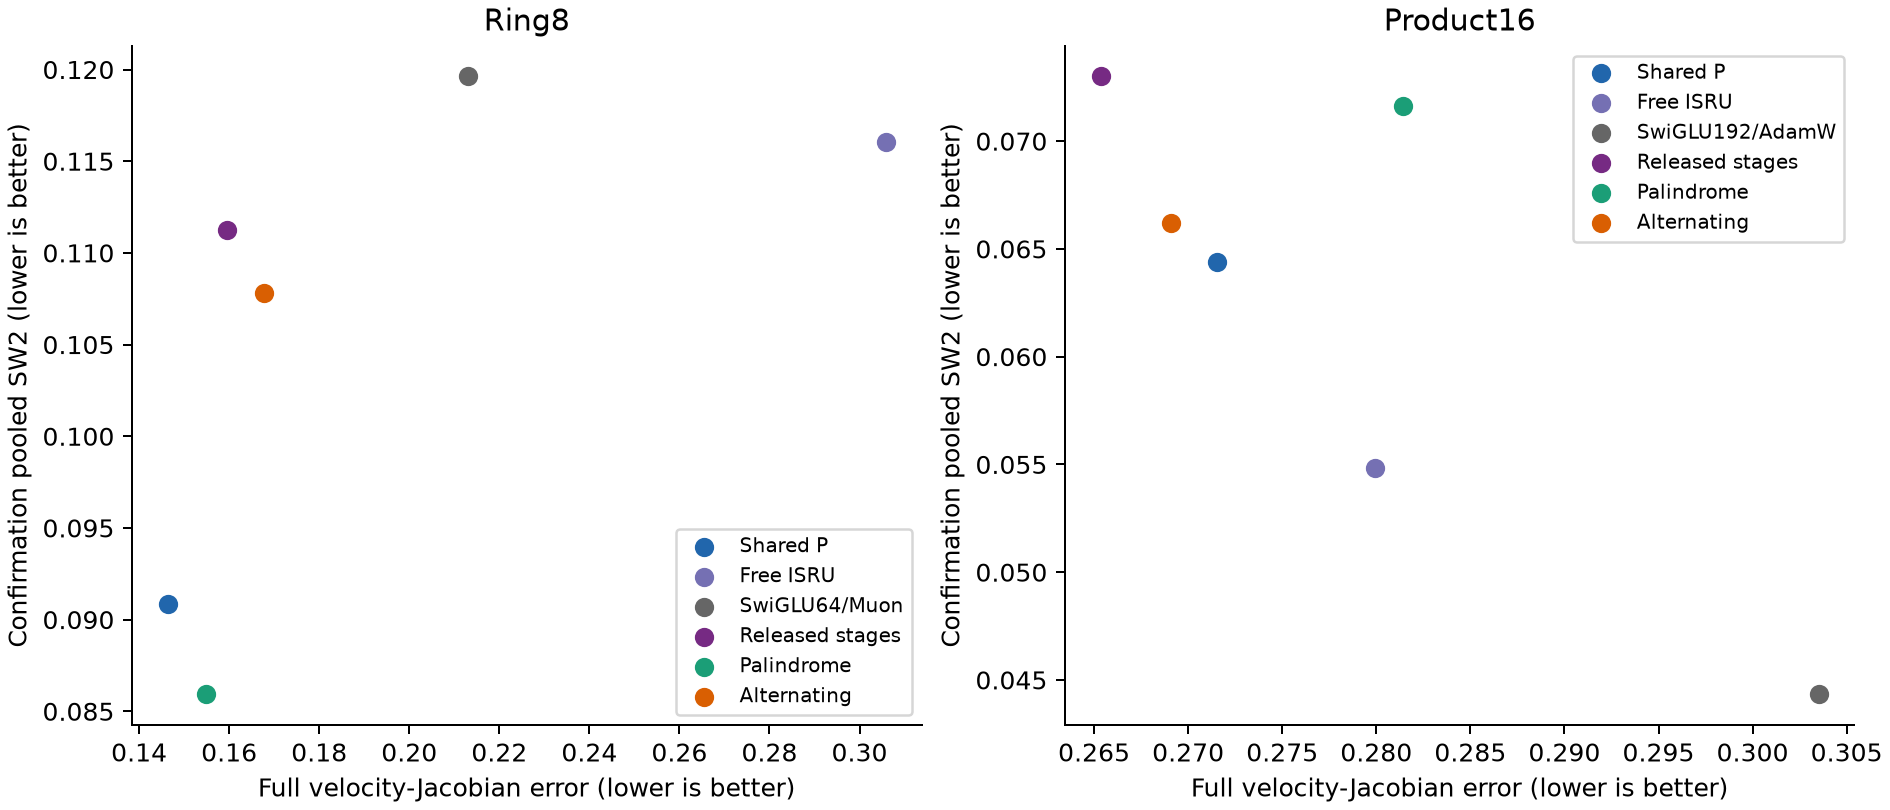 Ring8
Confirmation pooled SW2 (lower is better)
0.120
0.115
0.110
0.105
0.100
0.095
0.090
0.085
0.14 0.16 0.18 0.20 0.22 0.24 0.26 0.28 0.30
Full velocity-Jacobian error (lower is better)
Shared P
Free ISRU
SwiGLU64/Muon
Released stages
Palindrome
Alternating
Product16
Confirmation pooled SW2 (lower is better)
0.070
0.065
0.060
0.055
0.050
0.045
0.265 0.270 0.275 0.280 0.285 0.290 0.295 0.300 0.305
Full velocity-Jacobian error (lower is better)
Shared P
Free ISRU
SwiGLU192/AdamW
Released stages
Palindrome
Alternating